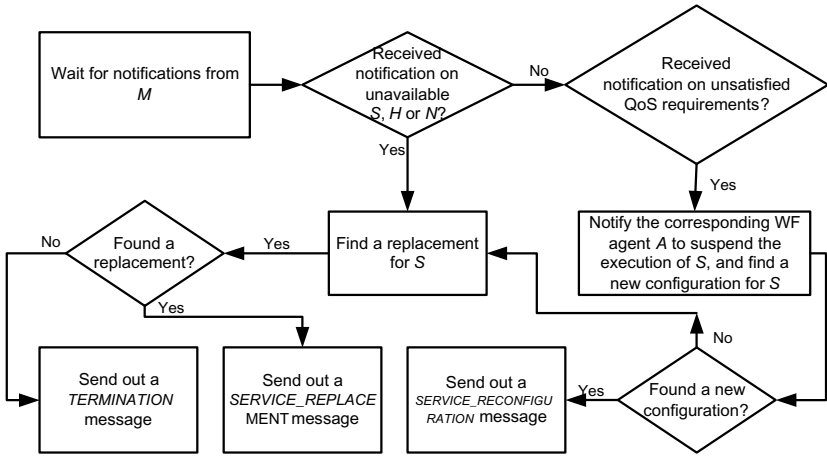 Wait for notifications from
M
Received
notification on
unavailable
S, H or N?
No
Received
notification on unsatisfied
QoS requirements?
Yes
Yes
No
Found a
replacement?
Yes
Find a replacement
for S
Notify the corresponding WF
agent A to suspend the
execution of S, and find a
new configuration for S
Yes
No
Send out a
TERMINATION
message
Send out a
SERVICE_REPLACE
MENT message
Send out a
SERVICE_RECONFIGU
RATION message
Yes
Found a new
configuration?